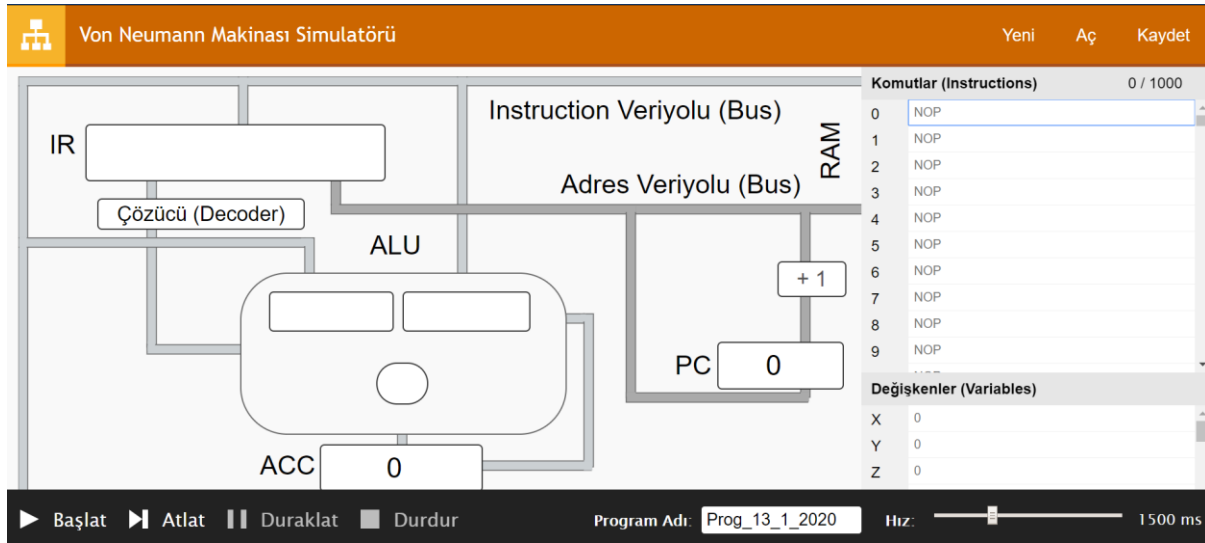 Von Neumann Makinası Simulatörü
Yeni Aç Kaydet
Instruction Veriyolu (Bus)
IR
RAM
Adres Veriyolu (Bus)
Çözücü (Decoder)
ALU
+ 1
PC 0
ACC 0
Komutlar (Instructions) 0 / 1000
0 NOP
1 NOP
2 NOP
3 NOP
4 NOP
5 NOP
6 NOP
7 NOP
8 NOP
9 NOP
Değişkenler (Variables)
X 0
Y 0
Z 0
Başlat Atlat Duraklat Durdur Program Adı: Prog_13_1_2020 Hız: 1500 ms